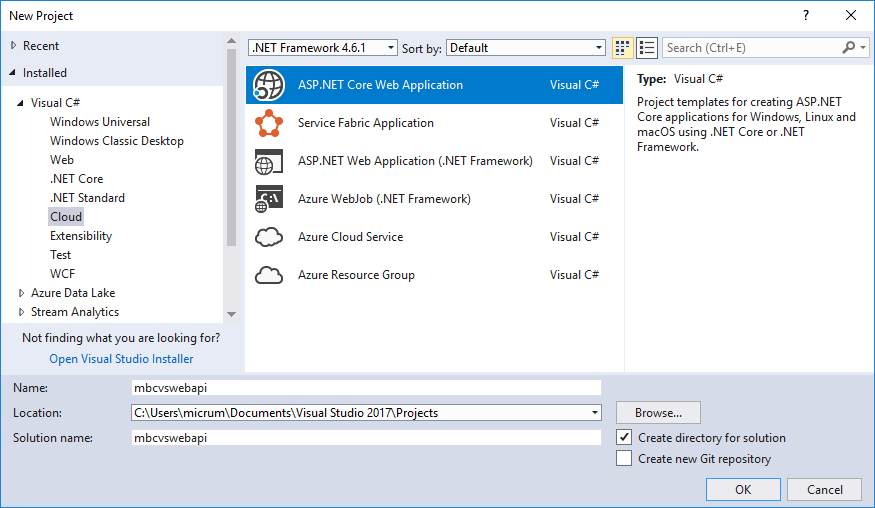 New Project
?
Recent
Installed
Visual C#
Windows Universal
Windows Classic Desktop
Web
.NET Core
.NET Standard
Cloud
Extensibility
Test
WCF
Azure Data Lake
Stream Analytics
Not finding what you are looking for?
Open Visual Studio Installer
.NET Framework 4.6.1 Sort by: Default Search (Ctrl+E)
ASP.NET Core Web Application Visual C#
Service Fabric Application Visual C#
ASP.NET Web Application (.NET Framework) Visual C#
C:\ Azure WebJob (.NET Framework) Visual C#
Azure Cloud Service Visual C#
Azure Resource Group Visual C#
Type: Visual C#
Project templates for creating ASP.NET
Core applications for Windows, Linux and
macOS using .NET Core or .NET
Framework.
Name: mbcvswebapi
Location: C:\Users\micrum\Documents\Visual Studio 2017\Projects Browse...
Solution name: mbcvswebapi
Create directory for solution
Create new Git repository
OK Cancel